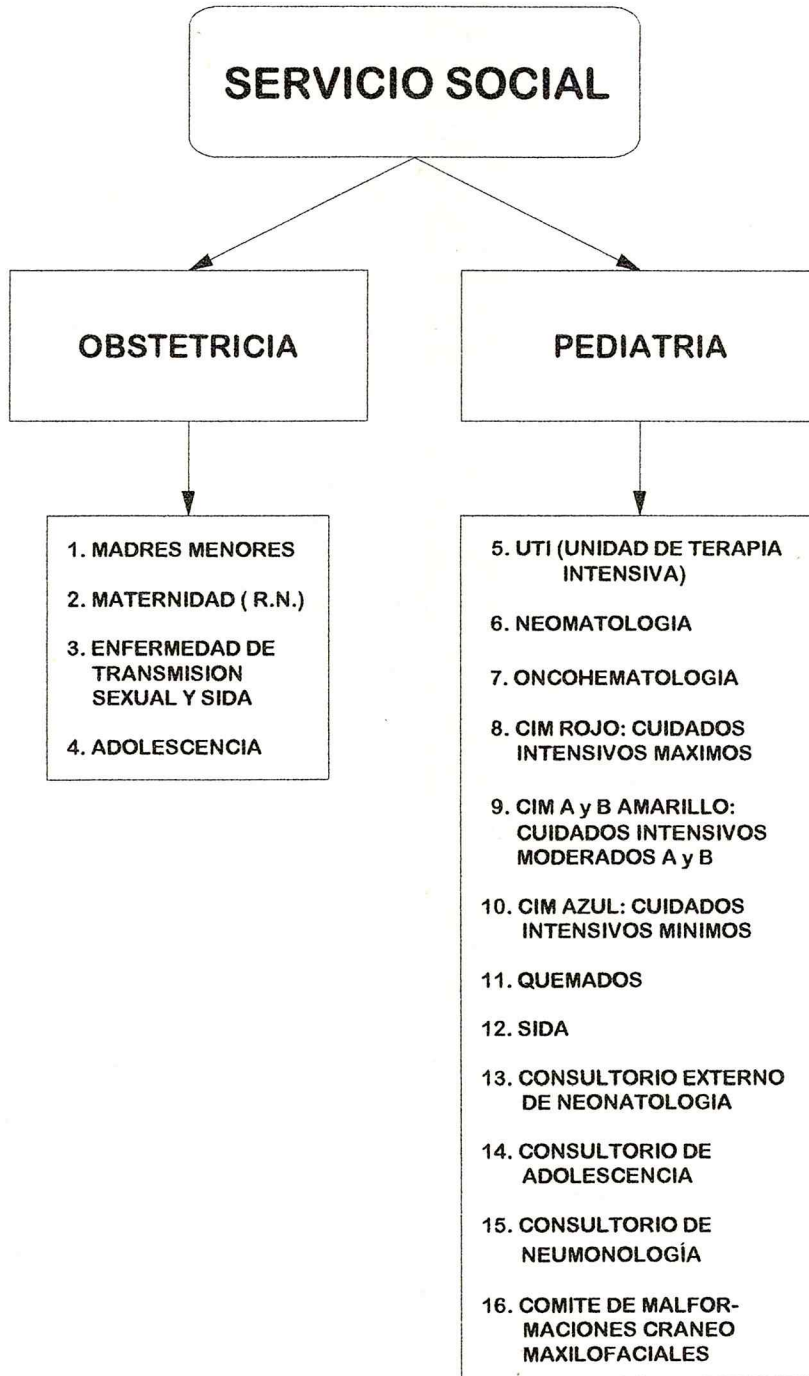 SERVICIO SOCIAL
OBSTETRICIA
PEDIATRIA
1. MADRES MENORES
2. MATERNIDAD ( R.N.)
3. ENFERMEDAD DE
TRANSMISION
SEXUAL Y SIDA
4. ADOLESCENCIA
5. UTI (UNIDAD DE TERAPIA
INTENSIVA)
6. NEOMATOLOGIA
7. ONCOHEMATOLOGIA
8. CIM ROJO: CUIDADOS
INTENSIVOS MAXIMOS
9. CIM A y B AMARILLO:
CUIDADOS INTENSIVOS
MODERADOS A y B
10. CIM AZUL: CUIDADOS
INTENSIVOS MINIMOS
11. QUEMADOS
12. SIDA
13. CONSULTORIO EXTERNO
DE NEONATOLOGIA
14. CONSULTORIO DE
ADOLESCENCIA
15. CONSULTORIO DE
NEUMONOLOGÍA
16. COMITE DE MALFOR-
MACIONES CRANEO
MAXILOFACIALES